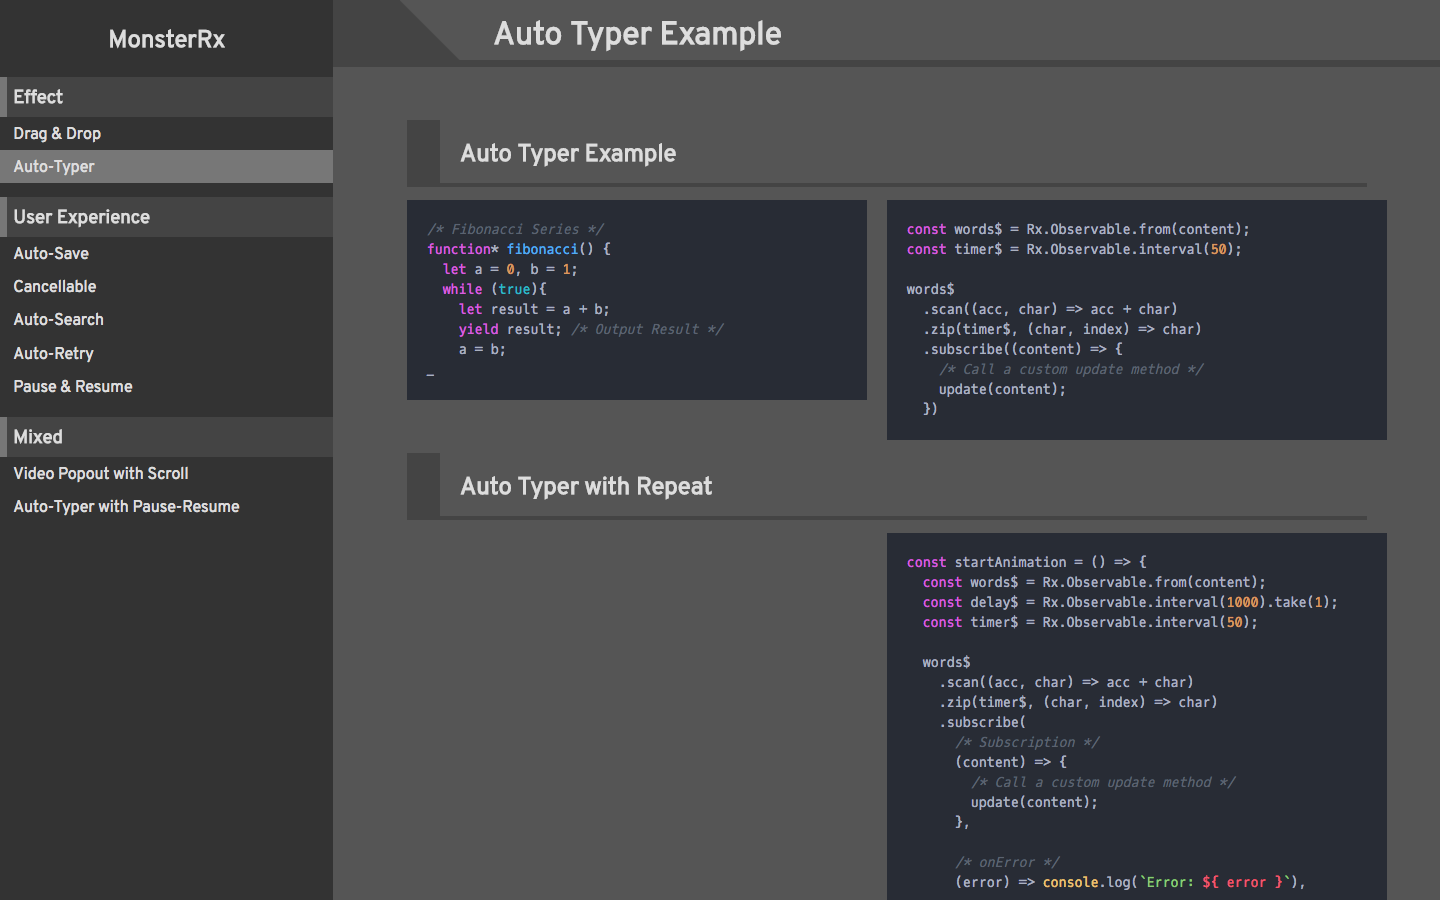 MonsterRx
Effect
Drag & Drop
Auto-Typer
User Experience
Auto-Save
Cancellable
Auto-Search
Auto-Retry
Pause & Resume
Mixed
Video Popout with Scroll
Auto-Typer with Pause-Resume
Auto Typer Example
Auto Typer Example
/* Fibonacci Series */
function* fibonacci() {
  let a = 0, b = 1;
  while (true){
    let result = a + b;
    yield result; /* Output Result */
    a = b;
_
const words$ = Rx.Observable.from(content);
const timer$ = Rx.Observable.interval(50);
words$
  .scan((acc, char) => acc + char)
  .zip(timer$, (char, index) => char)
  .subscribe((content) => {
    /* Call a custom update method */
    update(content);
  })
Auto Typer with Repeat
const startAnimation = () => {
  const words$ = Rx.Observable.from(content);
  const delay$ = Rx.Observable.interval(1000).take(1);
  const timer$ = Rx.Observable.interval(50);
  words$
    .scan((acc, char) => acc + char)
    .zip(timer$, (char, index) => char)
    .subscribe(
      /* Subscription */
      (content) => {
        /* Call a custom update method */
        update(content);
      },
      /* onError */
      (error) => console.log(`Error: ${ error }`),